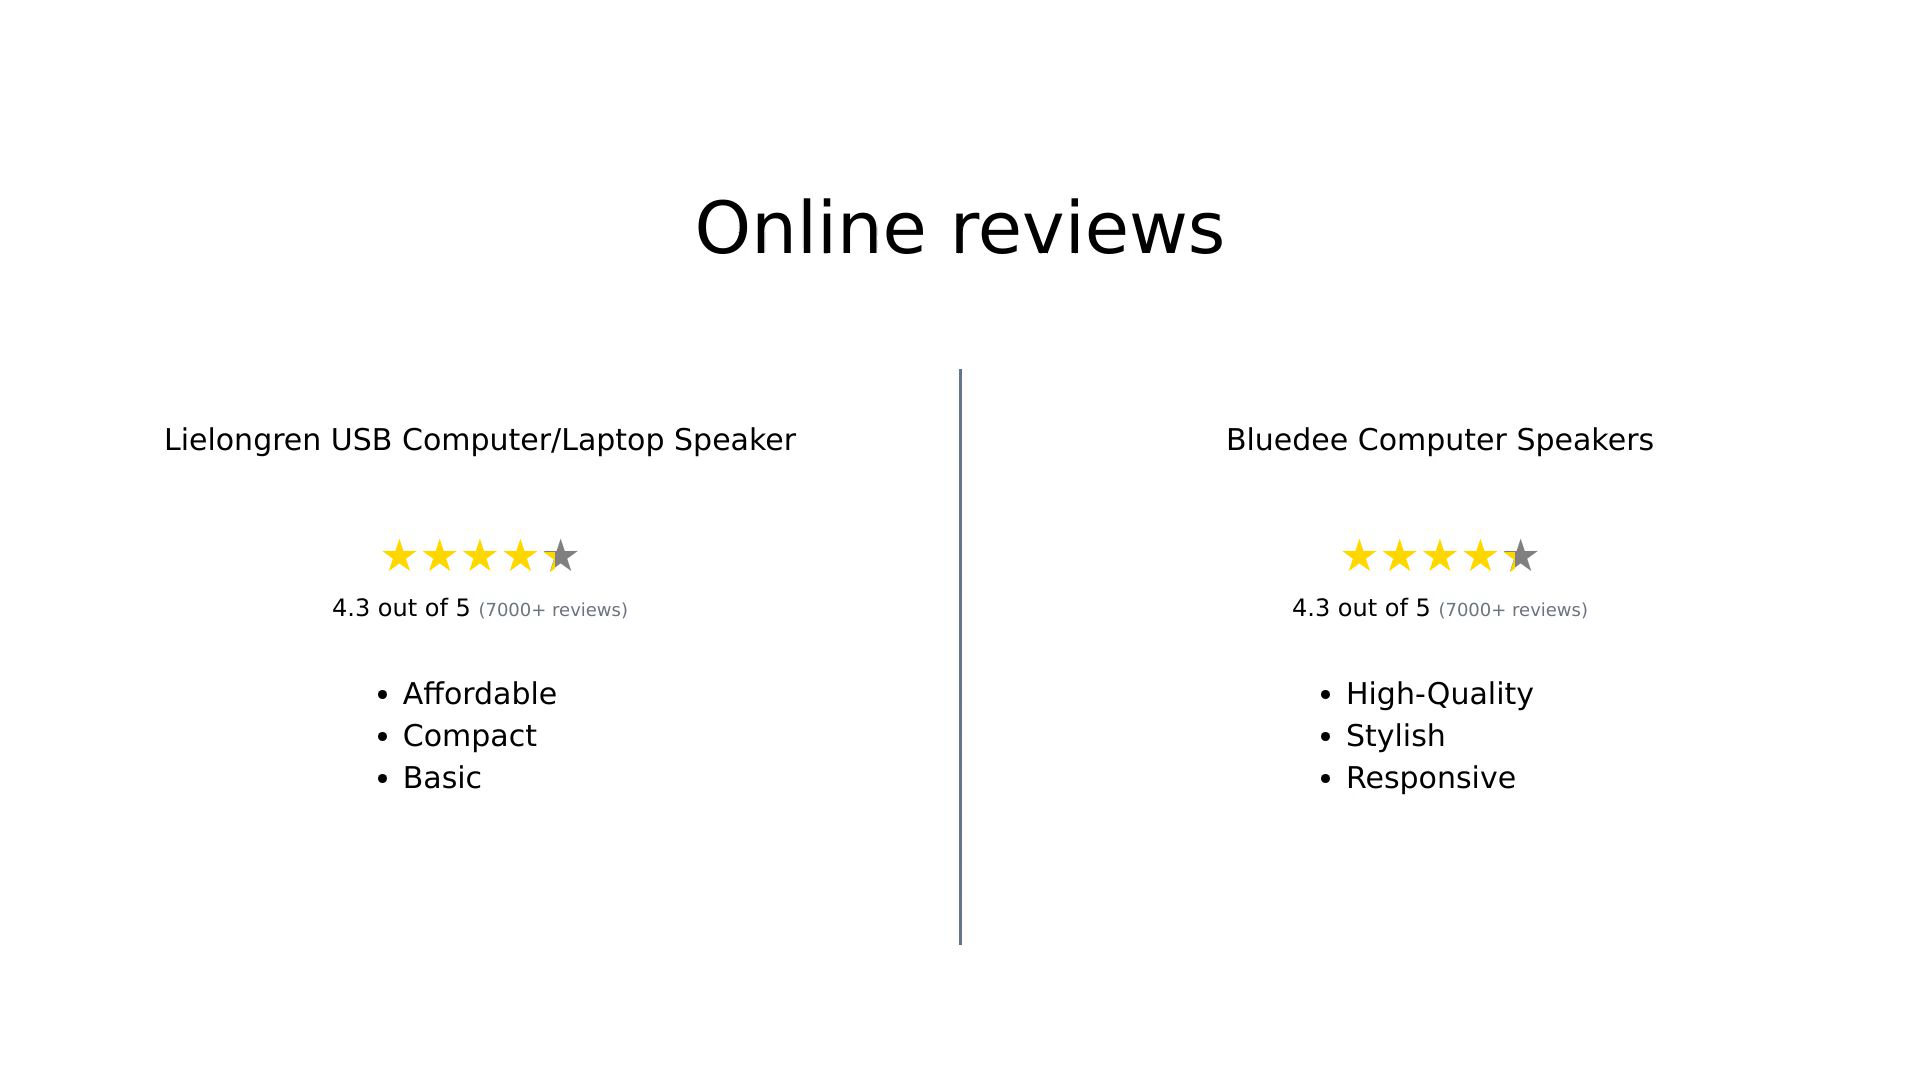 Online reviews
Lielongren USB Computer/Laptop Speaker
4.3 out of 5 (7000+ reviews)
• Affordable
• Compact
• Basic
Bluedee Computer Speakers
4.3 out of 5 (7000+ reviews)
• High-Quality
• Stylish
• Responsive